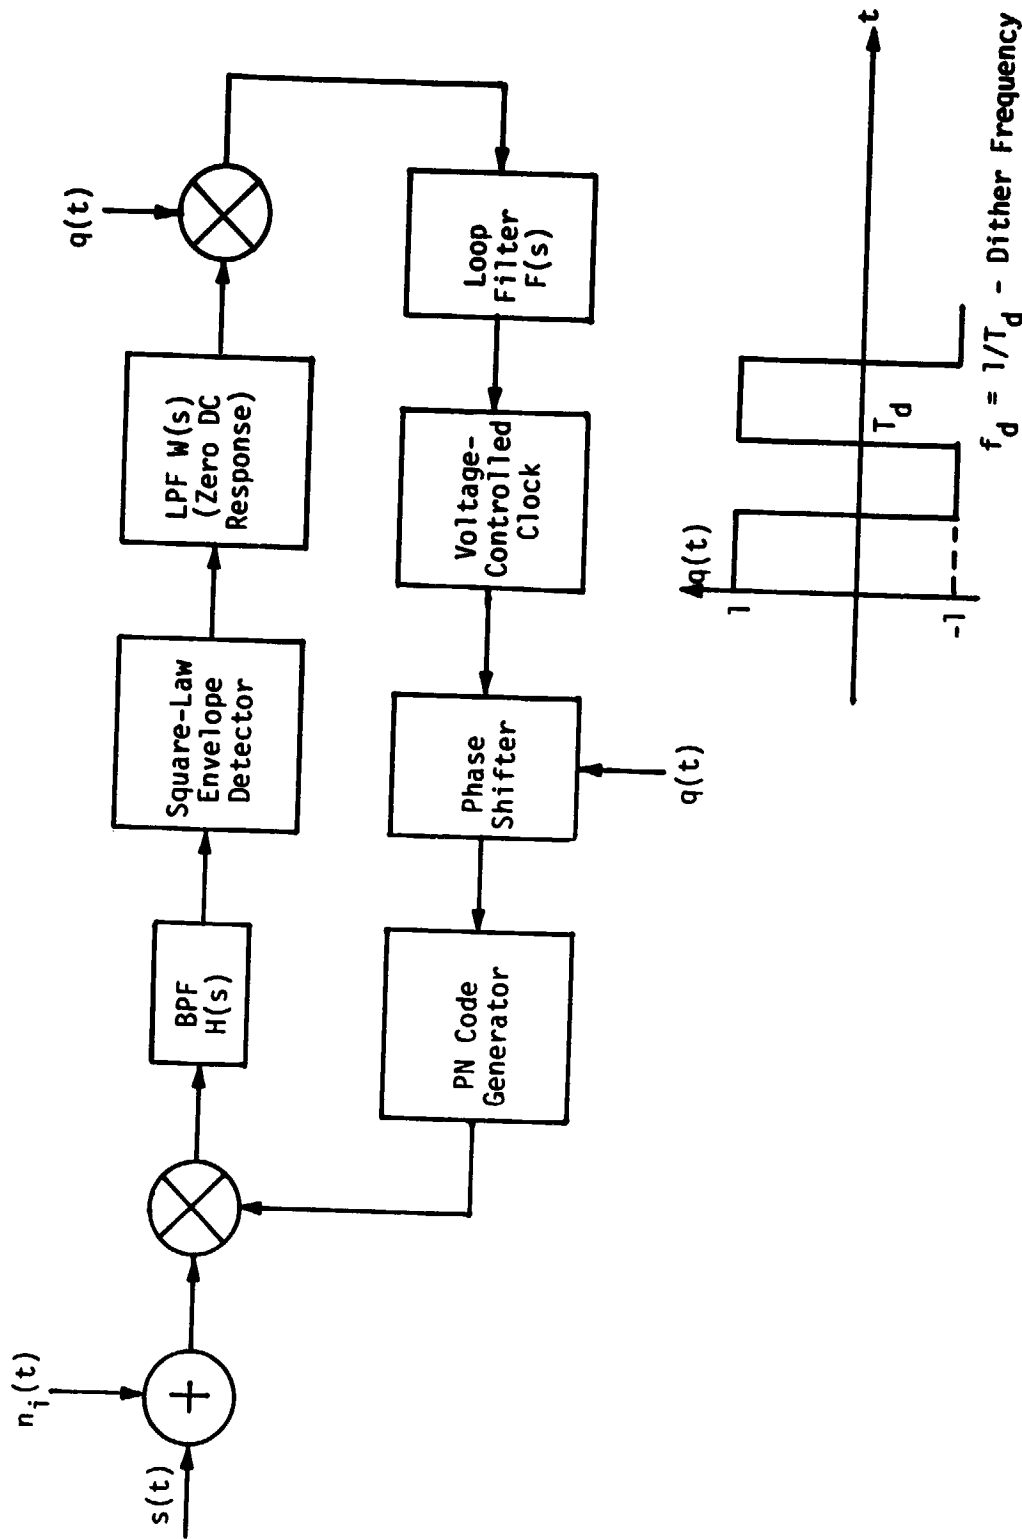 n_i(t)
s(t)
BPF
H(s)
Square-Law
Envelope
Detector
LPF W(s)
(Zero DC
Response)
q(t)
PN Code
Generator
Phase
Shifter
q(t)
Voltage-
Controlled
Clock
Loop
Filter
F(s)
q(t)
1
-1
T_d
t
f_d = 1/T_d - Dither Frequency